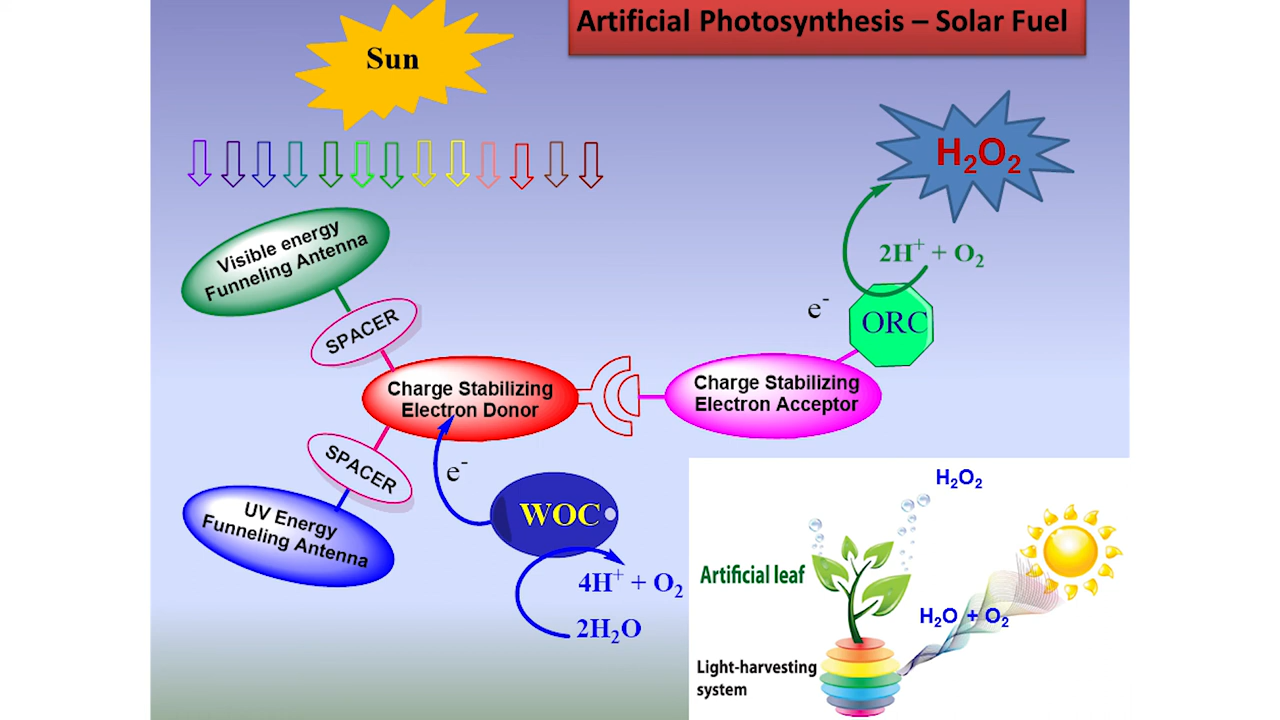 Artificial Photosynthesis – Solar Fuel
Sun
H₂O₂
Visible energy
Funneling Antenna
2H⁺ + O₂
SPACER
e⁻
ORC
Charge Stabilizing
Electron Donor
Charge Stabilizing
Electron Acceptor
SPACER
e⁻
UV Energy
Funneling Antenna
WOC
4H⁺ + O₂
2H₂O
H₂O₂
Artificial leaf
H₂O + O₂
Light-harvesting
system